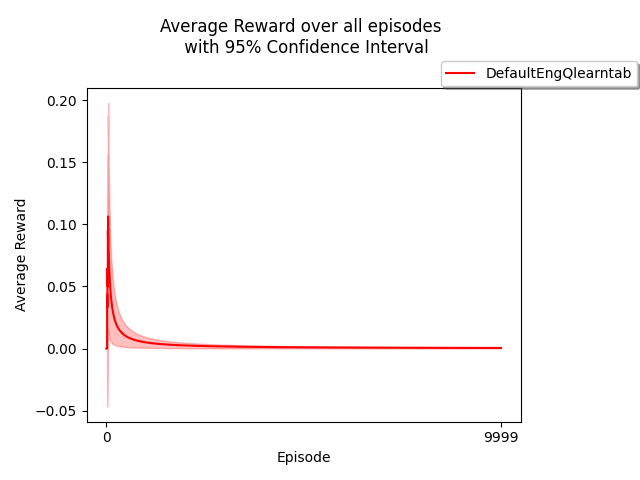 Average Reward over all episodes
with 95% Confidence Interval
DefaultEngQlearntab
0.20
0.15
0.10
0.05
0.00
−0.05
Average Reward
0 9999
Episode